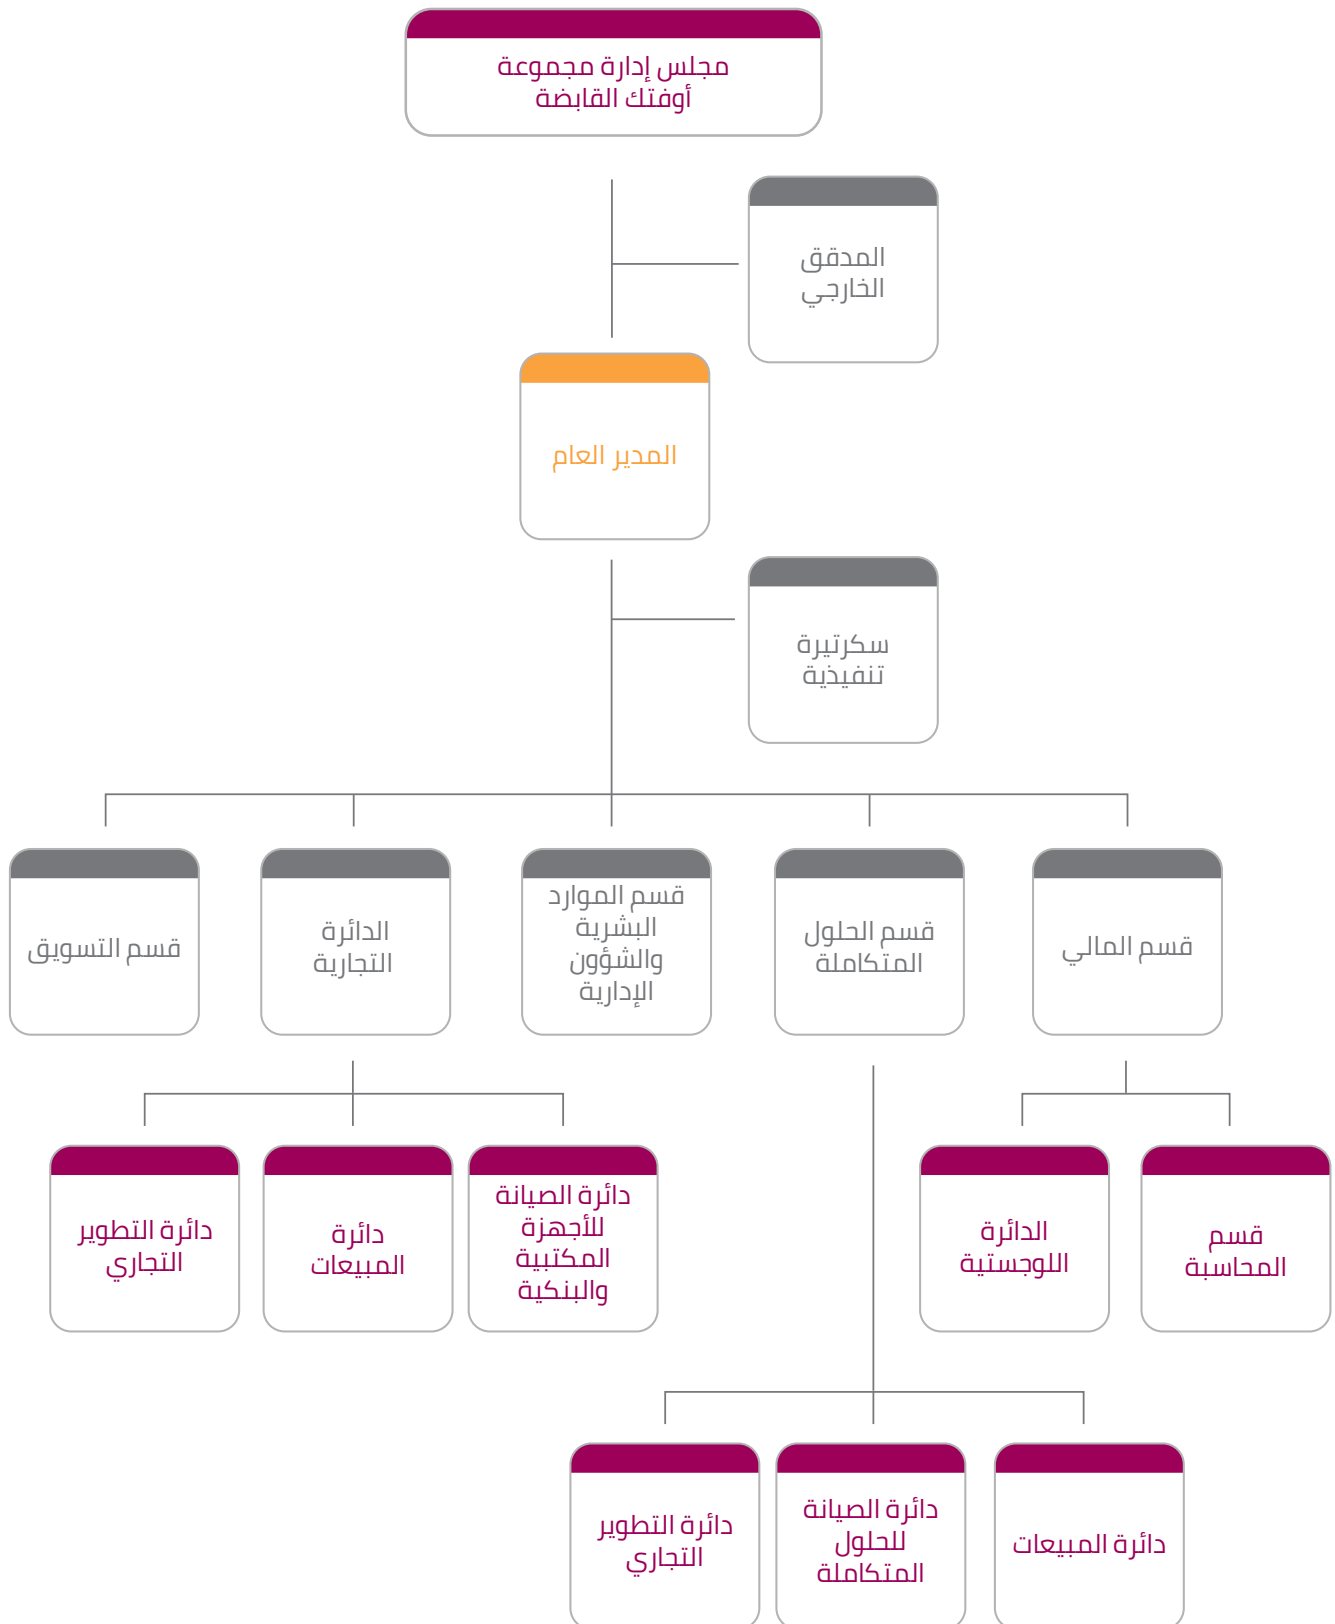 مجلس إدارة مجموعة
أوفتك القابضة
المدقق
الخارجي
المدير العام
سكرتيرة
تنفيذية
قسم المالي
قسم الحلول
المتكاملة
قسم الموارد
البشرية
والشؤون
الإدارية
الدائرة
التجارية
قسم التسويق
قسم
المحاسبة
الدائرة
اللوجستية
دائرة الصيانة
للأجهزة
المكتبية
والبنكية
دائرة
المبيعات
دائرة التطوير
التجاري
دائرة المبيعات
دائرة الصيانة
للحلول
المتكاملة
دائرة التطوير
التجاري